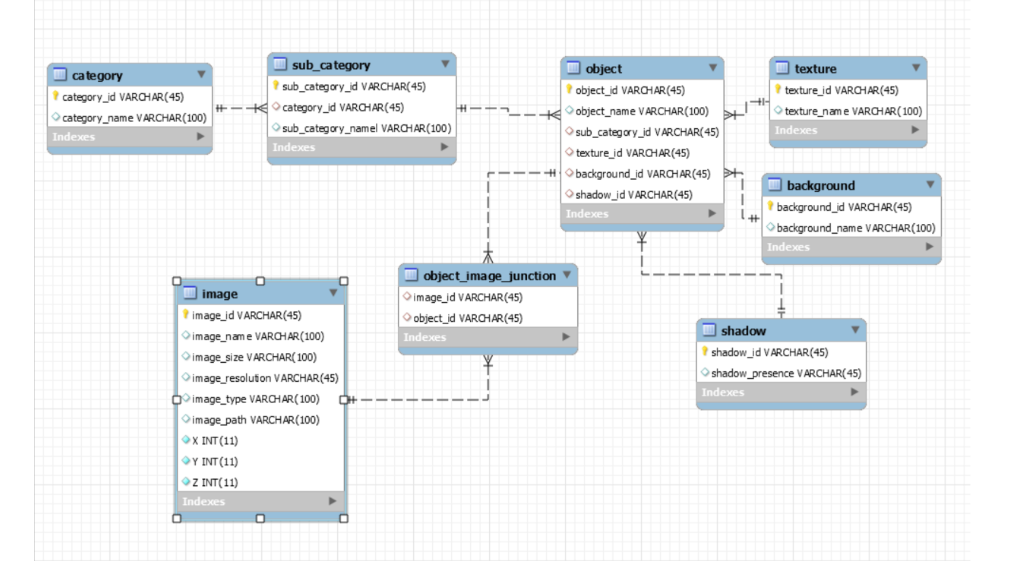 category
category_id VARCHAR(45)
category_name VARCHAR(100)
Indexes
sub_category
sub_category_id VARCHAR(45)
category_id VARCHAR(45)
sub_category_namel VARCHAR(100)
Indexes
object
object_id VARCHAR(45)
object_name VARCHAR(100)
sub_category_id VARCHAR(45)
texture_id VARCHAR(45)
background_id VARCHAR(45)
shadow_id VARCHAR(45)
Indexes
texture
texture_id VARCHAR(45)
texture_name VARCHAR(100)
Indexes
background
background_id VARCHAR(45)
background_name VARCHAR(100)
Indexes
object_image_junction
image_id VARCHAR(45)
object_id VARCHAR(45)
Indexes
image
image_id VARCHAR(45)
image_name VARCHAR(100)
image_size VARCHAR(100)
image_resolution VARCHAR(45)
image_type VARCHAR(100)
image_path VARCHAR(100)
X INT(11)
Y INT(11)
Z INT(11)
Indexes
shadow
shadow_id VARCHAR(45)
shadow_presence VARCHAR(45)
Indexes